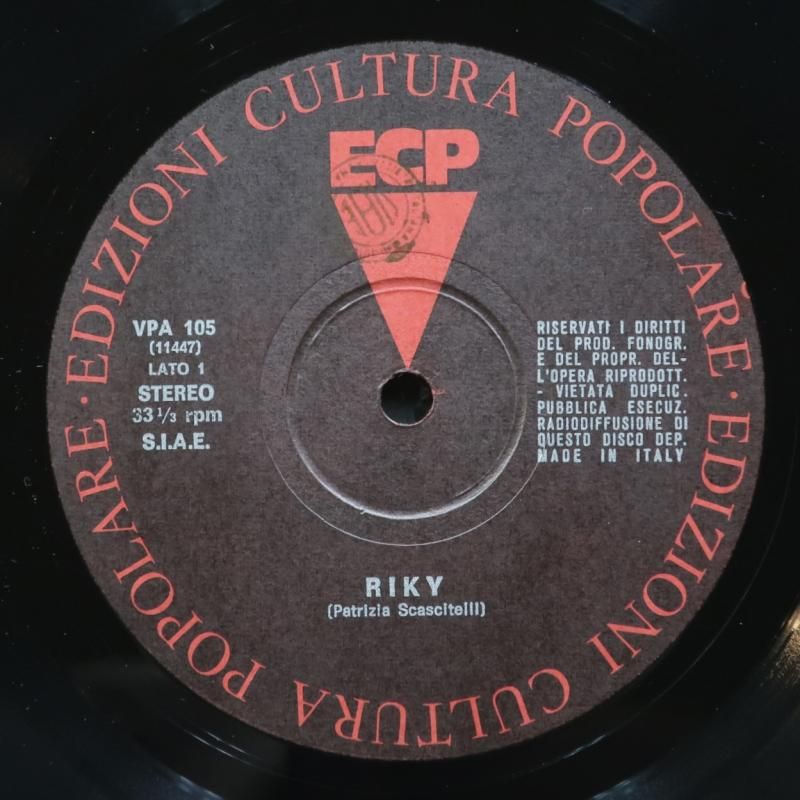 EDIZIONI CULTURA POPOLARE · EDIZIONI CULTURA POPOLARE ·
ECP
VPA 105
(11447)
LATO 1
STEREO
33 1/3 rpm
S.I.A.E.
RISERVATI I DIRITTI
DEL PROD. FONOGR.
E DEL PROPR. DEL-
L'OPERA RIPRODOTT.
- VIETATA DUPLIC.
PUBBLICA ESECUZ.
RADIODIFFUSIONE DI
QUESTO DISCO DEP.
MADE IN ITALY
RIKY
(Patrizia Scascitelli)